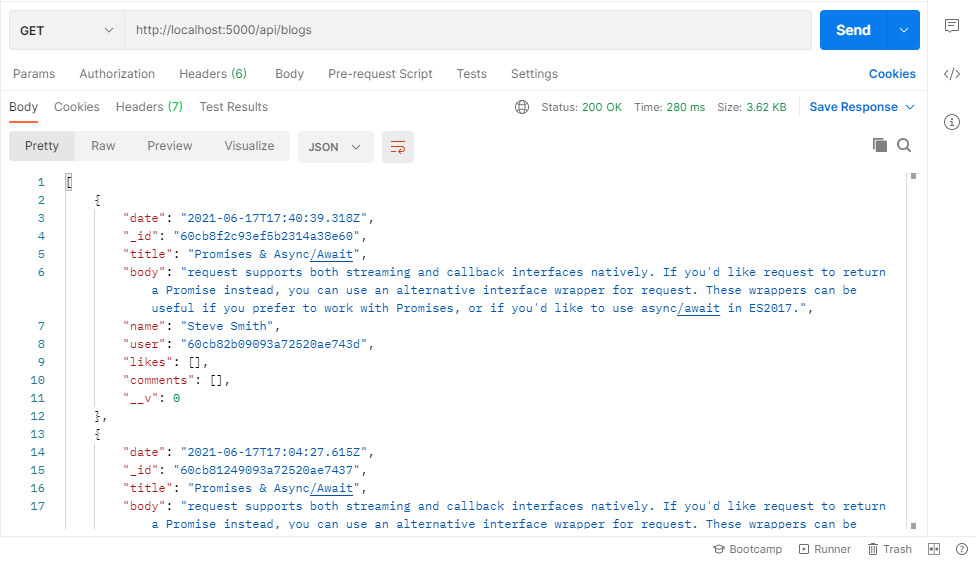 GET http://localhost:5000/api/blogs Send
Params Authorization Headers (6) Body Pre-request Script Tests Settings Cookies
Body Cookies Headers (7) Test Results Status: 200 OK Time: 280 ms Size: 3.62 KB Save Response
Pretty Raw Preview Visualize JSON
1 [
2 {
3 "date": "2021-06-17T17:40:39.318Z",
4 "_id": "60cb8f2c93ef5b2314a38e60",
5 "title": "Promises & Async/Await",
6 "body": "request supports both streaming and callback interfaces natively. If you'd like request to return
a Promise instead, you can use an alternative interface wrapper for request. These wrappers can be
useful if you prefer to work with Promises, or if you'd like to use async/await in ES2017.",
7 "name": "Steve Smith",
8 "user": "60cb82b09093a72520ae743d",
9 "likes": [],
10 "comments": [],
11 "__v": 0
12 },
13 {
14 "date": "2021-06-17T17:04:27.615Z",
15 "_id": "60cb81249093a72520ae7437",
16 "title": "Promises & Async/Await",
17 "body": "request supports both streaming and callback interfaces natively. If you'd like request to return
a Promise instead, you can use an alternative interface wrapper for request. These wrappers can be
Bootcamp Runner Trash